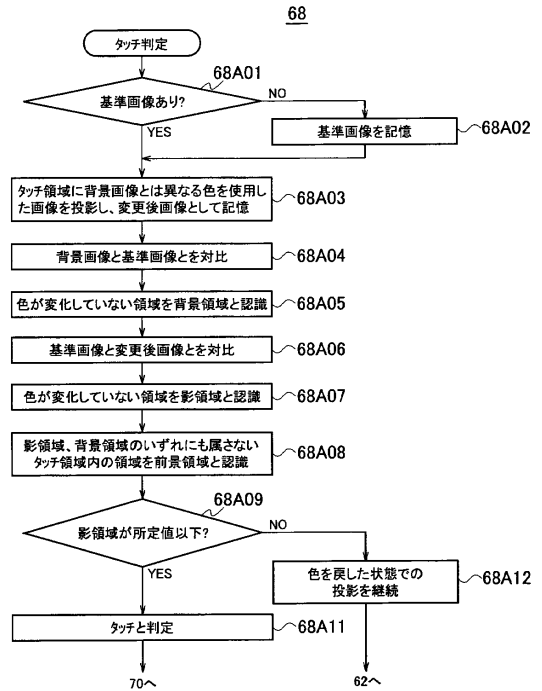 68
タッチ判定
68A01
基準画像あり?
NO
YES
基準画像を記憶
68A02
タッチ領域に背景画像とは異なる色を使用し
た画像を投影し、変更後画像として記憶
68A03
背景画像と基準画像とを対比
68A04
色が変化していない領域を背景領域と認識
68A05
基準画像と変更後画像とを対比
68A06
色が変化していない領域を影領域と認識
68A07
影領域、背景領域のいずれにも属さない
タッチ領域内の領域を前景領域と認識
68A08
68A09
影領域が所定値以下?
NO
YES
色を戻した状態での
投影を継続
68A12
タッチと判定
68A11
70へ
62へ